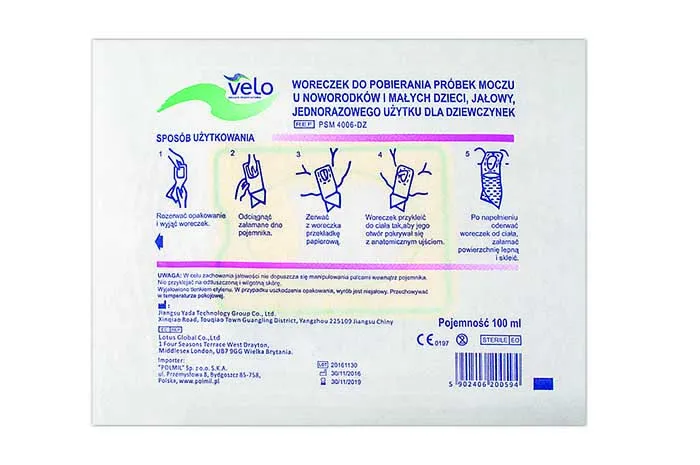 velo
WORECZEK DO POBIERANIA PRÓBEK MOCZU
U NOWORODKÓW I MAŁYCH DZIECI, JAŁOWY,
JEDNORAZOWEGO UŻYTKU DLA DZIEWCZYNEK
REF PSM 4006-DZ
SPOSÓB UŻYTKOWANIA
1 2 3 4 5
Rozerwać opakowanie
i wyjąć woreczek.
Odciągnąć
załamane dno
pojemnika.
Zerwać
z woreczka
przekładkę
papierową.
Woreczek przykleić
do ciała tak,aby jego
otwór pokrywał się
z anatomicznym ujściem.
Po napełnieniu
oderwać
woreczek od ciała,
załamać
powierzchnię lepną
i skleić.
UWAGA: W celu zachowania jałowości nie dopuszcza się manipulowania palcami wewnątrz pojemnika.
Nie przyklejać na odtłuszczoną i wilgotną skórę.
Wyjałowiono tlenkiem etylenu. W przypadku uszkodzenia opakowania, wyrób jest niejałowy. Przechowywać
w temperaturze pokojowej.
Jiangsu Yada Technology Group Co., Ltd
Xinqiao Road, Touqiao Town Guangling District, Yangzhou 225109 Jiangsu Chiny
EC REP
Lotus Global Co.,Ltd
1 Four Seasons Terrace West Drayton,
Middlesex London, UB7 9GG Wielka Brytania.
Importer:
"POLMIL" Sp. z o.o. S.K.A.
ul. Przemysłowa 8, Bydgoszcz 85-758,
Polska, www.polmil.pl
LOT 20161130
30/11/2016
30/11/2019
Pojemność 100 ml
CE 0197
2
STERILE EO
5 902406 200594